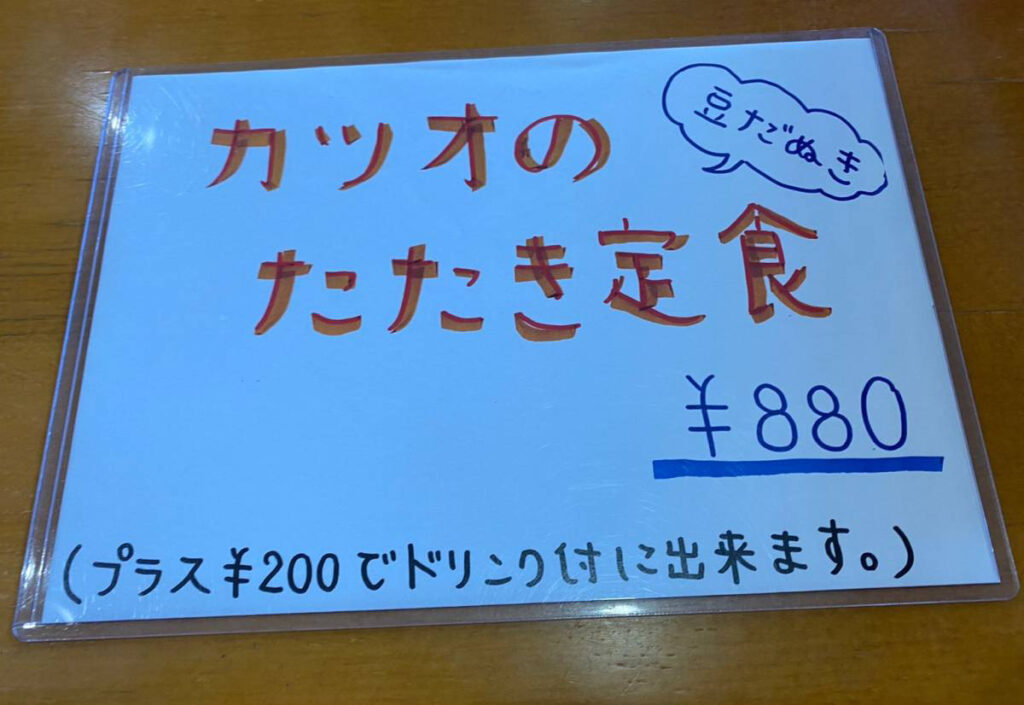 豆だぬき
カツオの
たたき定食
¥880
(プラス¥200でドリンク付に出来ます。)